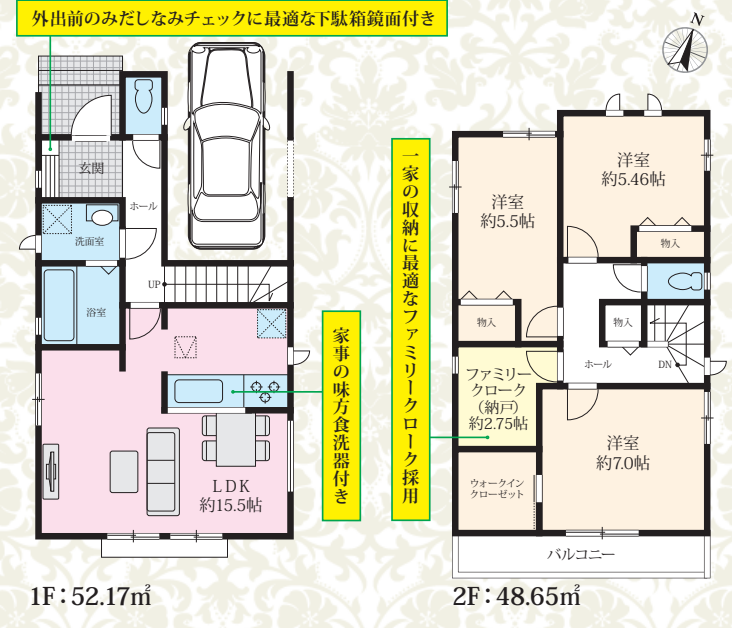 外出前のみだしなみチェックに最適な下駄箱鏡面付き
N
玄関
ホール
洗面室
浴室
UP
LDK
約15.5帖
家事の味方食洗器付き
1F：52.17㎡
一家の収納に最適なファミリークローク採用
洋室
約5.46帖
洋室
約5.5帖
物入
物入
物入
ホール
DN
ファミリー
クローク
（納戸）
約2.75帖
洋室
約7.0帖
ウォークイン
クローゼット
バルコニー
2F：48.65㎡